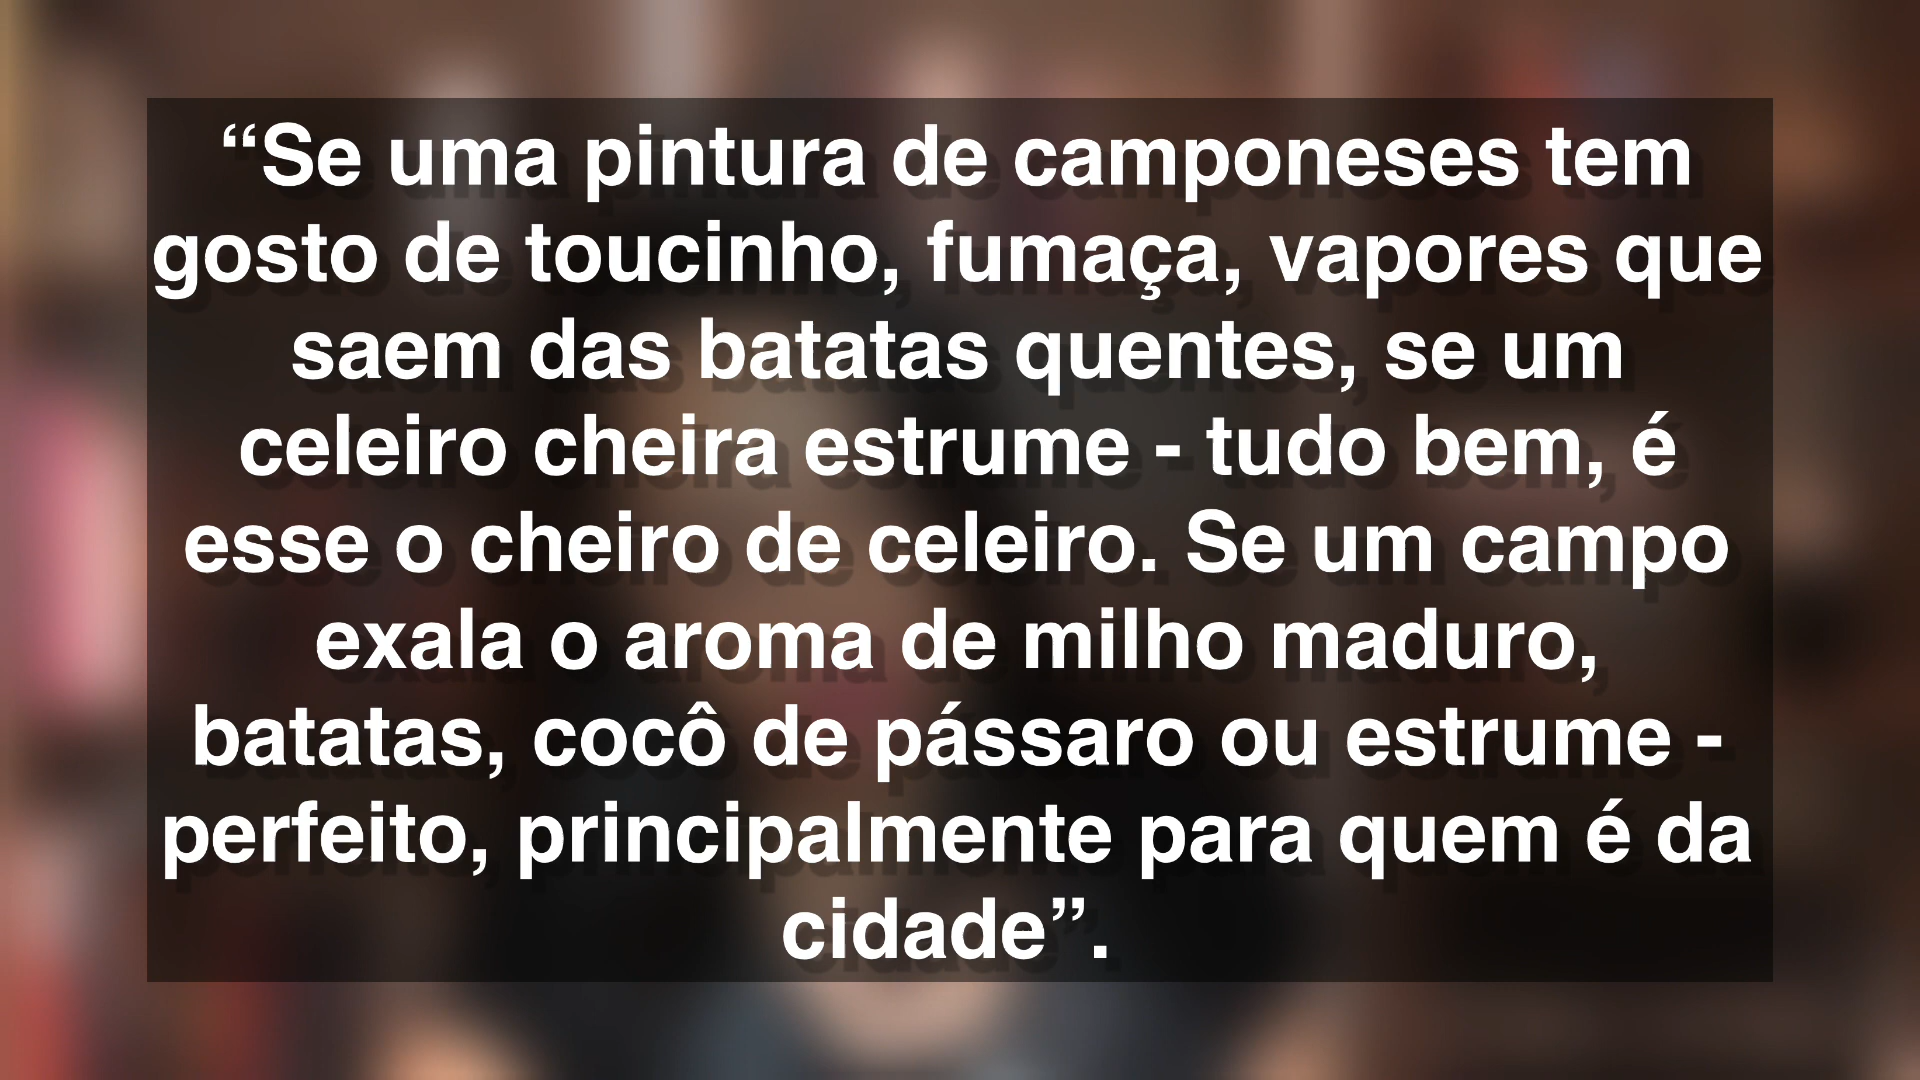 “Se uma pintura de camponeses tem
gosto de toucinho, fumaça, vapores que
saem das batatas quentes, se um
celeiro cheira estrume - tudo bem, é
esse o cheiro de celeiro. Se um campo
exala o aroma de milho maduro,
batatas, cocô de pássaro ou estrume -
perfeito, principalmente para quem é da
cidade”.